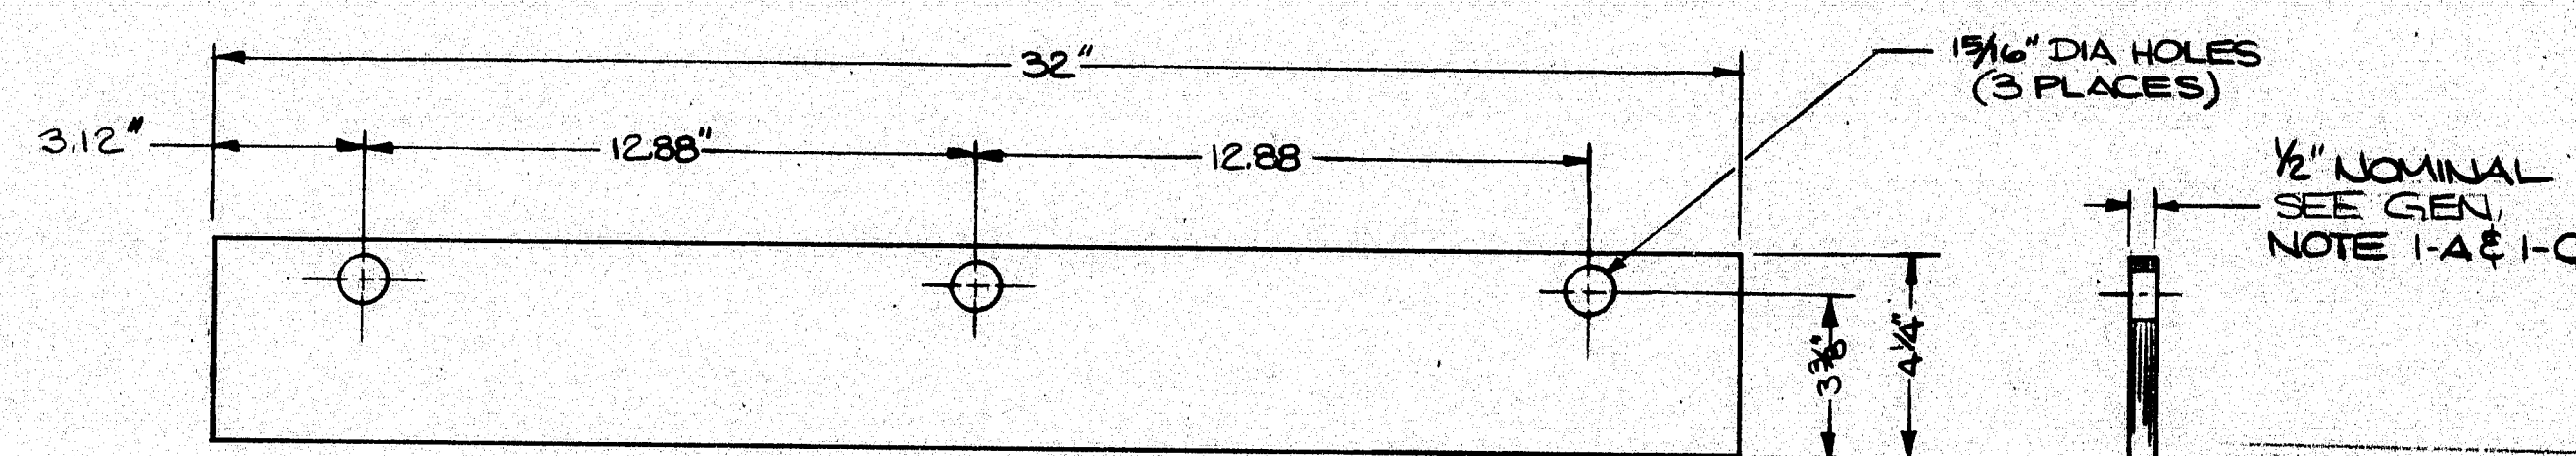 32"
15/16" DIA HOLES
(3 PLACES)
3.12"
12.88"
12.88
1/2" NOMINAL
SEE GEN.
NOTE 1-A & 1-C
3 3/8"
4 1/4"